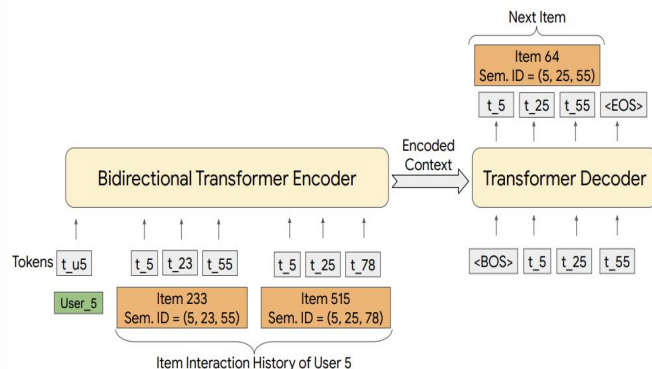 Next Item
Item 64
Sem. ID = (5, 25, 55)
t_5 t_25 t_55 <EOS>
Bidirectional Transformer Encoder
Encoded
Context
Transformer Decoder
Tokens t_u5 t_5 t_23 t_55 t_5 t_25 t_78
<BOS> t_5 t_25 t_55
User_5
Item 233
Sem. ID = (5, 23, 55)
Item 515
Sem. ID = (5, 25, 78)
Item Interaction History of User 5